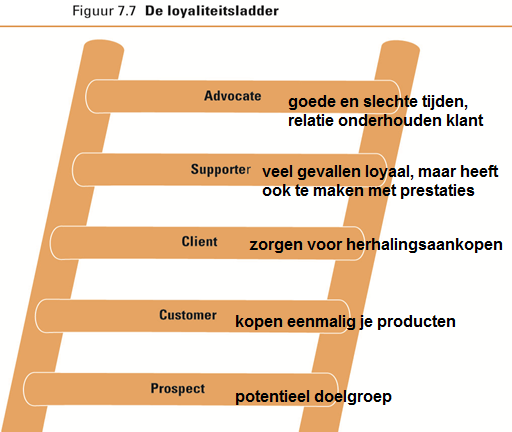 Figuur 7.7 De loyaliteitsladder
Advocate
goede en slechte tijden,
relatie onderhouden klant
Supporter
veel gevallen loyaal, maar heeft
ook te maken met prestaties
Client
zorgen voor herhalingsaankopen
Customer
kopen eenmalig je producten
Prospect
potentieel doelgroep